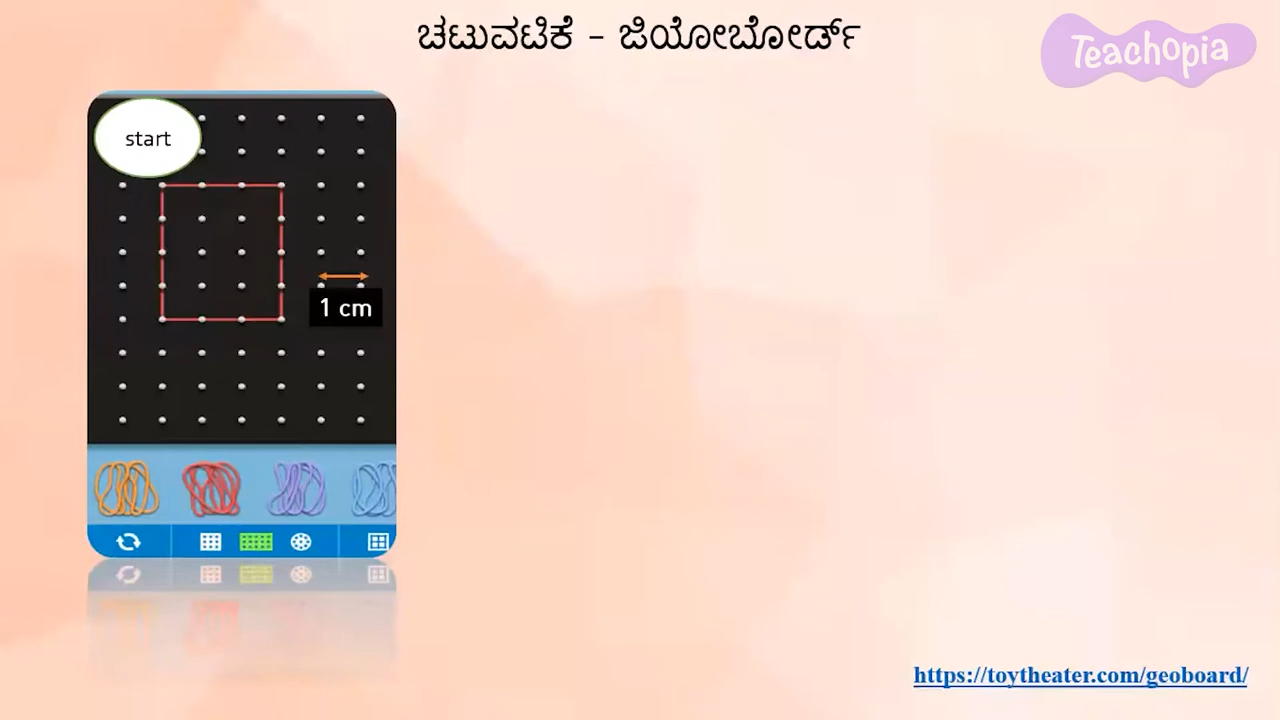 ಚಟುವಟಿಕೆ - ಜಿಯೋಬೋರ್ಡ್
Teachopia
start
1 cm
https://toytheater.com/geoboard/